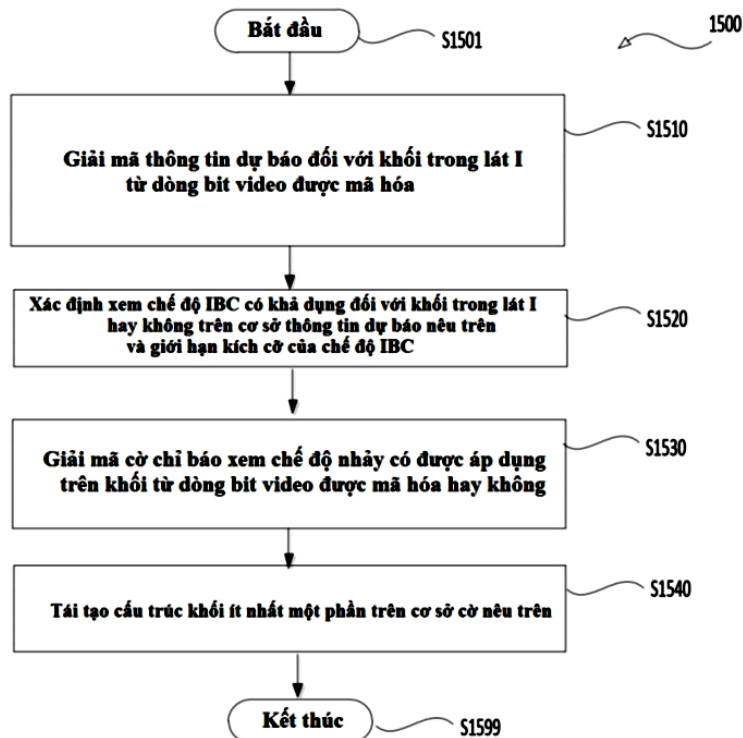 1500
Bắt đầu
S1501
Giải mã thông tin dự báo đối với khối trong lát I
từ dòng bit video được mã hóa
S1510
Xác định xem chế độ IBC có khả dụng đối với khối trong lát I
hay không trên cơ sở thông tin dự báo nêu trên
và giới hạn kích cỡ của chế độ IBC
S1520
Giải mã cờ chỉ báo xem chế độ nhảy có được áp dụng
trên khối từ dòng bit video được mã hóa hay không
S1530
Tái tạo cấu trúc khối ít nhất một phần trên cơ sở cờ nêu trên
S1540
Kết thúc
S1599